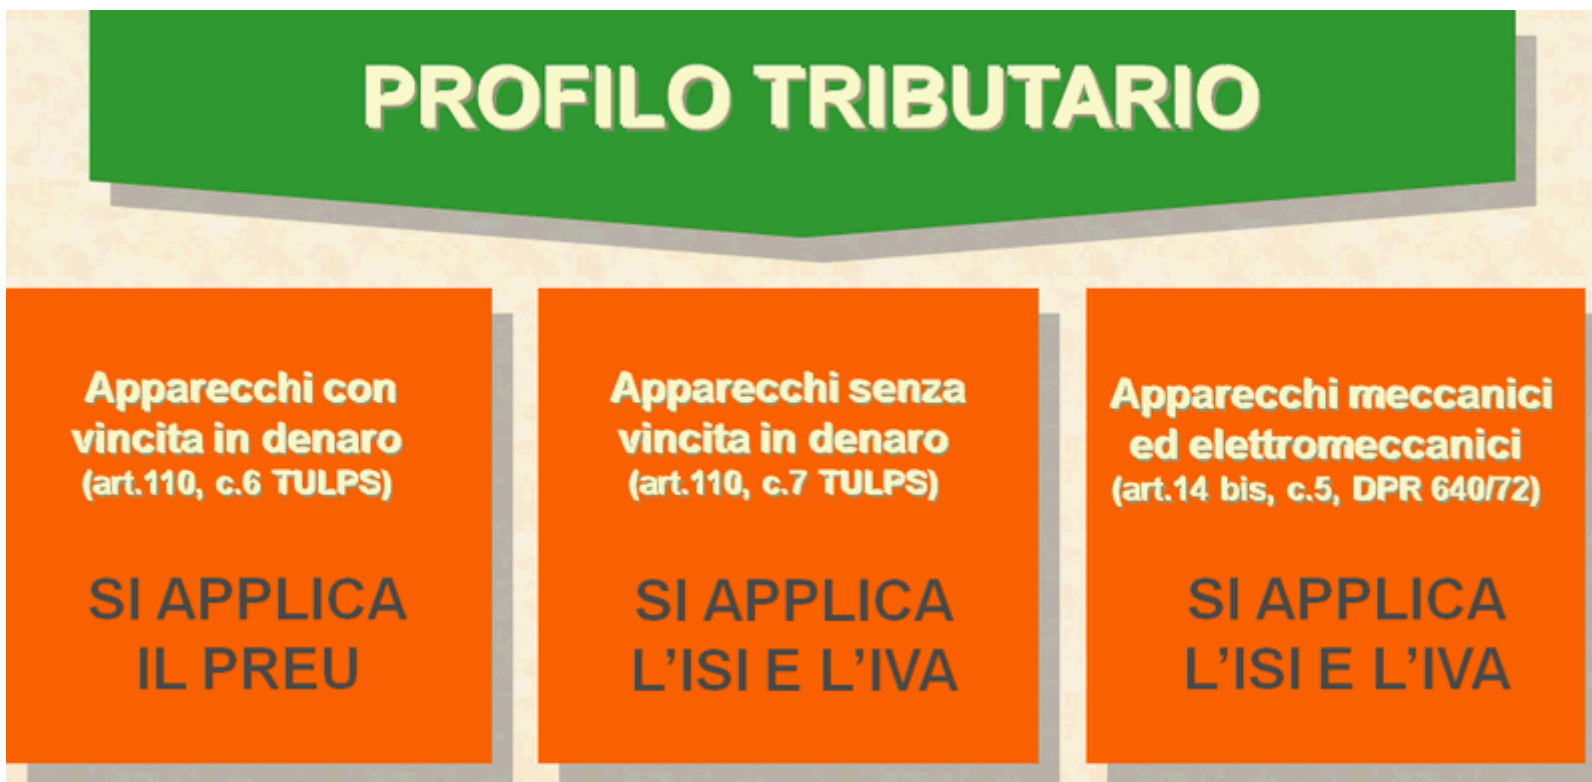 PROFILO TRIBUTARIO
Apparecchi con
vincita in denaro
(art.110, c.6 TULPS)
SI APPLICA
IL PREU
Apparecchi senza
vincita in denaro
(art.110, c.7 TULPS)
SI APPLICA
L'ISI E L'IVA
Apparecchi meccanici
ed elettromeccanici
(art.14 bis, c.5, DPR 640/72)
SI APPLICA
L'ISI E L'IVA